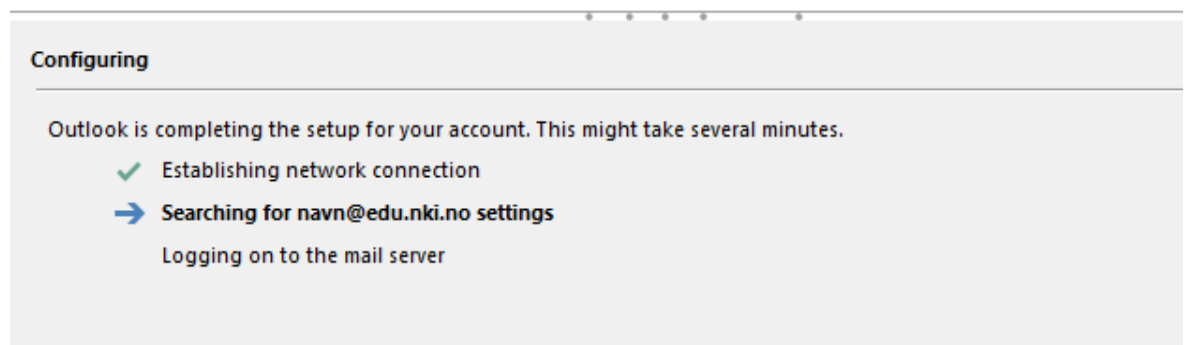 Configuring
Outlook is completing the setup for your account. This might take several minutes.
Establishing network connection
Searching for navn@edu.nki.no settings
Logging on to the mail server